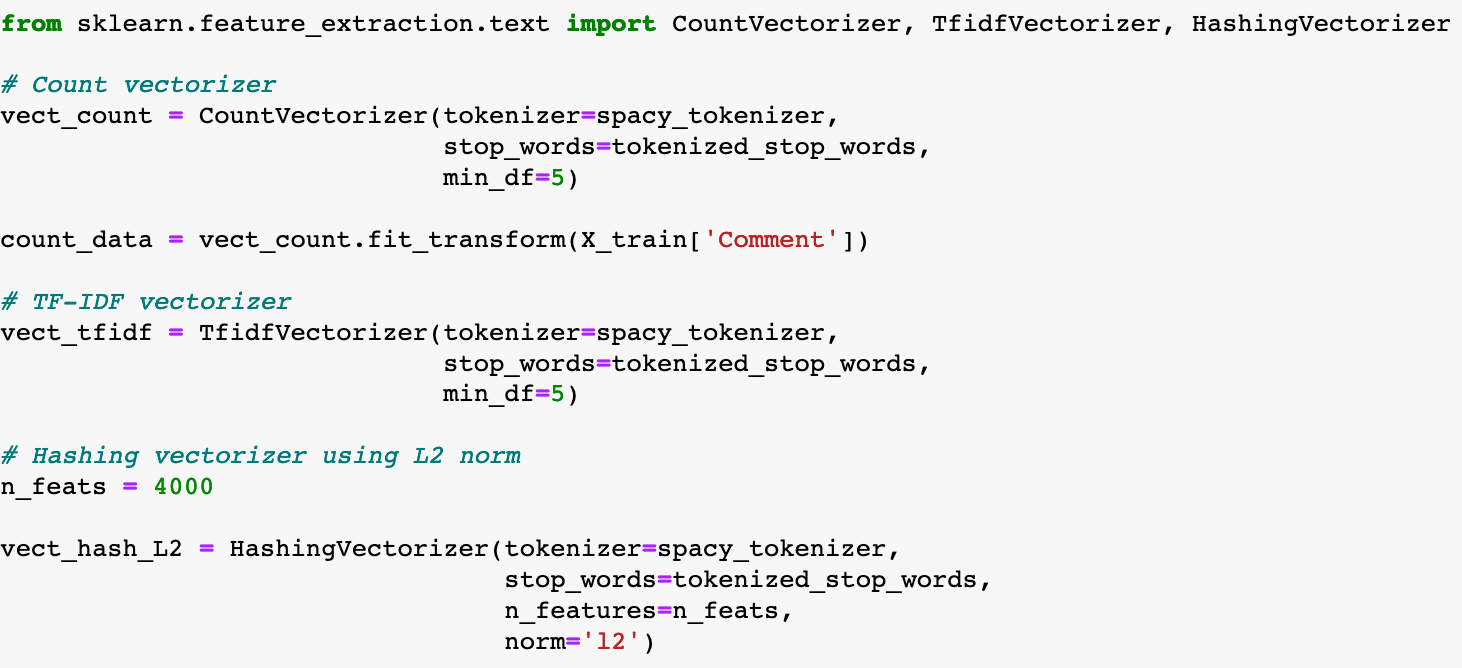 from sklearn.feature_extraction.text import CountVectorizer, TfidfVectorizer, HashingVectorizer
# Count vectorizer
vect_count = CountVectorizer(tokenizer=spacy_tokenizer,
stop_words=tokenized_stop_words,
min_df=5)
count_data = vect_count.fit_transform(X_train['Comment'])
# TF-IDF vectorizer
vect_tfidf = TfidfVectorizer(tokenizer=spacy_tokenizer,
stop_words=tokenized_stop_words,
min_df=5)
# Hashing vectorizer using L2 norm
n_feats = 4000
vect_hash_L2 = HashingVectorizer(tokenizer=spacy_tokenizer,
stop_words=tokenized_stop_words,
n_features=n_feats,
norm='l2')